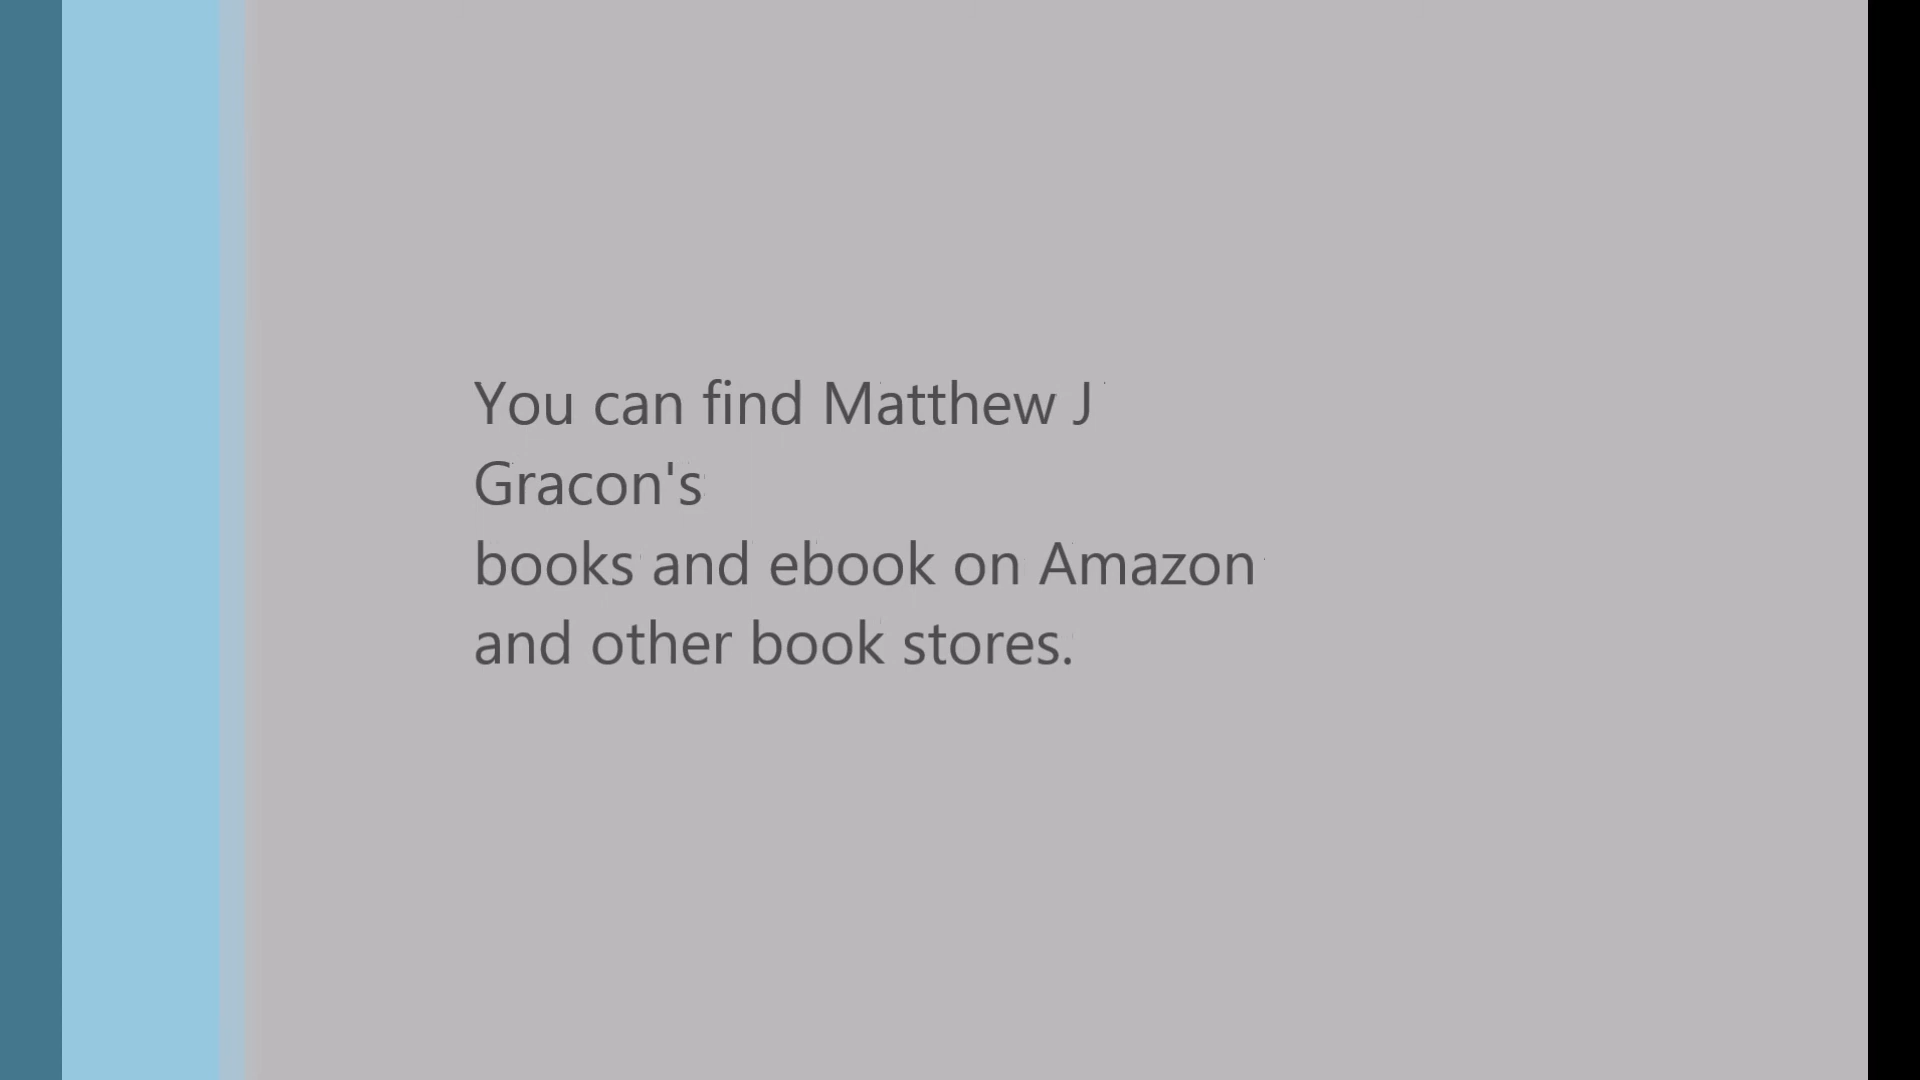 You can find Matthew J
Gracon's
books and ebook on Amazon
and other book stores.